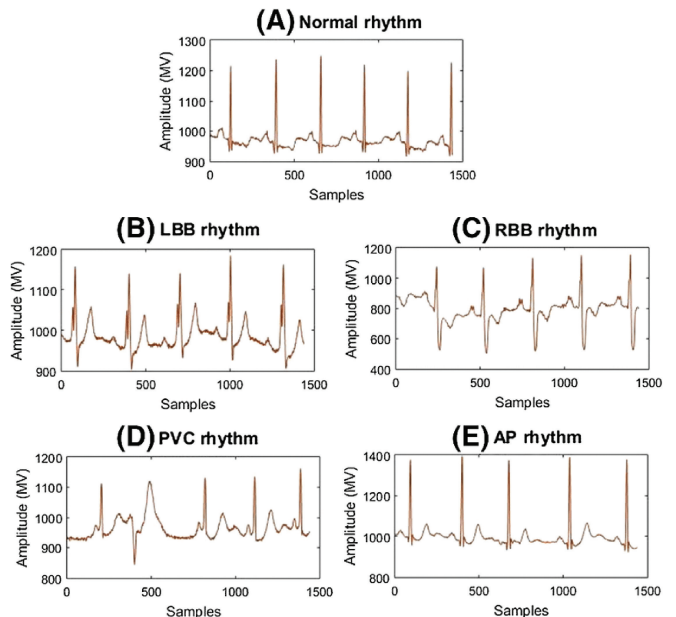 (A) Normal rhythm
1300
1200
1100
1000
900
Amplitude (MV)
0 500 1000 1500
Samples
(B) LBB rhythm
1200
1100
1000
900
Amplitude (MV)
0 500 1000 1500
Samples
(C) RBB rhythm
1200
1000
800
600
400
Amplitude (MV)
0 500 1000 1500
Samples
(D) PVC rhythm
1200
1100
1000
900
800
Amplitude (MV)
0 500 1000 1500
Samples
(E) AP rhythm
1400
1200
1000
800
Amplitude (MV)
0 500 1000 1500
Samples